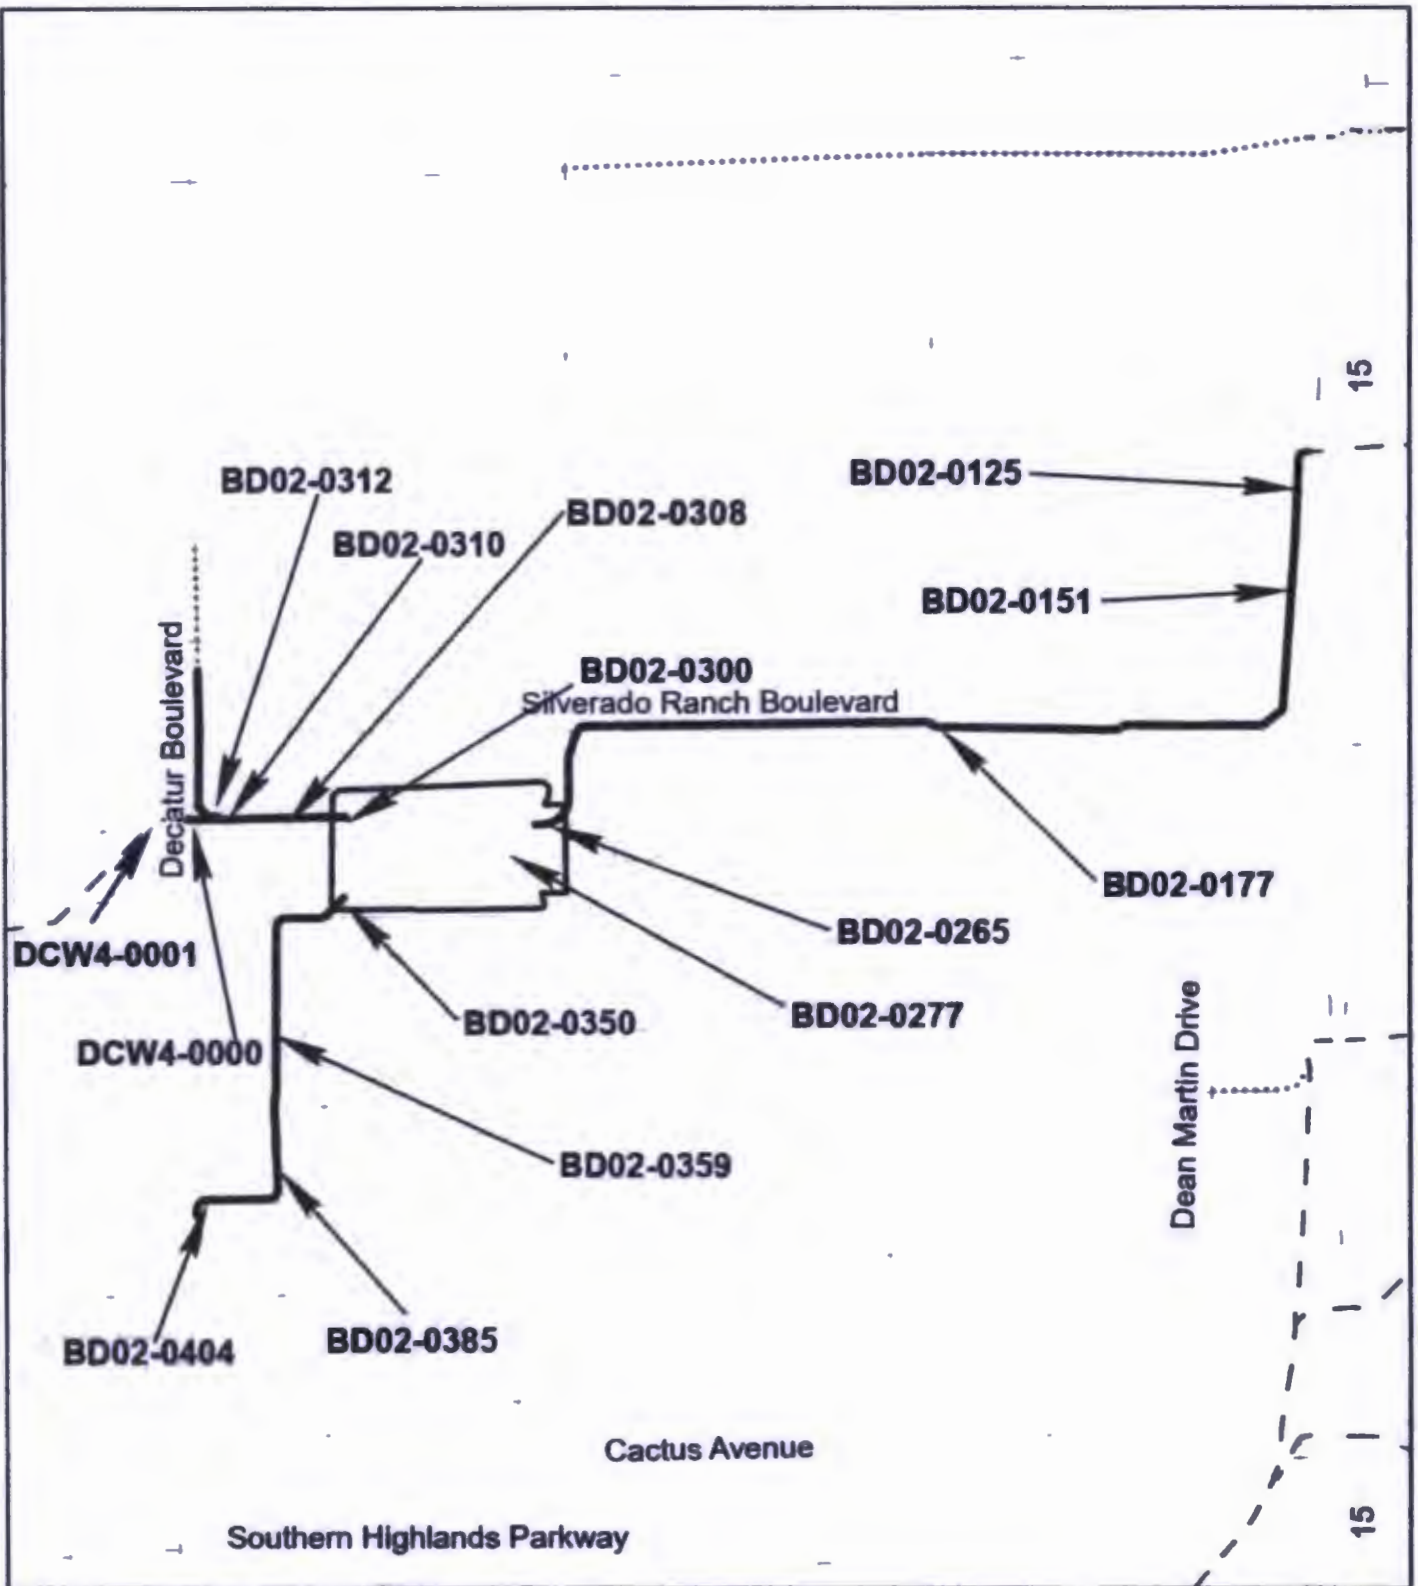 15
BD02-0125
BD02-0312
BD02-0308
BD02-0310
BD02-0151
BD02-0300
Silverado Ranch Boulevard
Decatur Boulevard
BD02-0177
BD02-0265
DCW4-0001
BD02-0277
BD02-0350
DCW4-0000
Dean Martin Drive
BD02-0359
BD02-0385
BD02-0404
Cactus Avenue
15
Southern Highlands Parkway